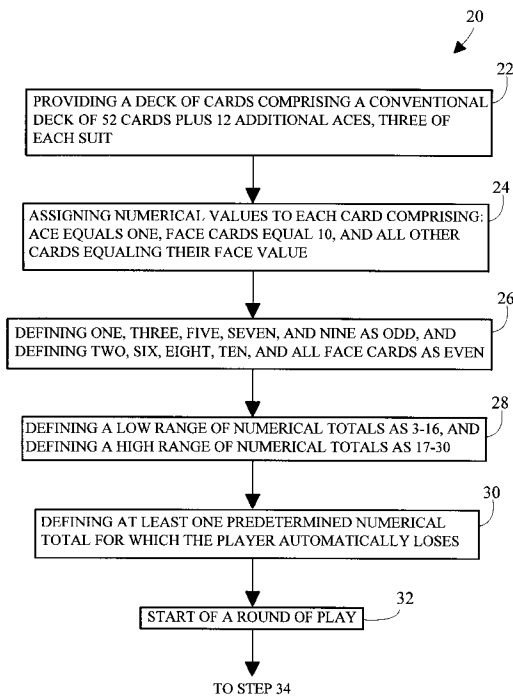 20
22
PROVIDING A DECK OF CARDS COMPRISING A CONVENTIONAL
DECK OF 52 CARDS PLUS 12 ADDITIONAL ACES, THREE OF
EACH SUIT
24
ASSIGNING NUMERICAL VALUES TO EACH CARD COMPRISING:
ACE EQUALS ONE, FACE CARDS EQUAL 10, AND ALL OTHER
CARDS EQUALING THEIR FACE VALUE
26
DEFINING ONE, THREE, FIVE, SEVEN, AND NINE AS ODD, AND
DEFINING TWO, SIX, EIGHT, TEN, AND ALL FACE CARDS AS EVEN
28
DEFINING A LOW RANGE OF NUMERICAL TOTALS AS 3-16, AND
DEFINING A HIGH RANGE OF NUMERICAL TOTALS AS 17-30
30
DEFINING AT LEAST ONE PREDETERMINED NUMERICAL
TOTAL FOR WHICH THE PLAYER AUTOMATICALLY LOSES
32
START OF A ROUND OF PLAY
TO STEP 34